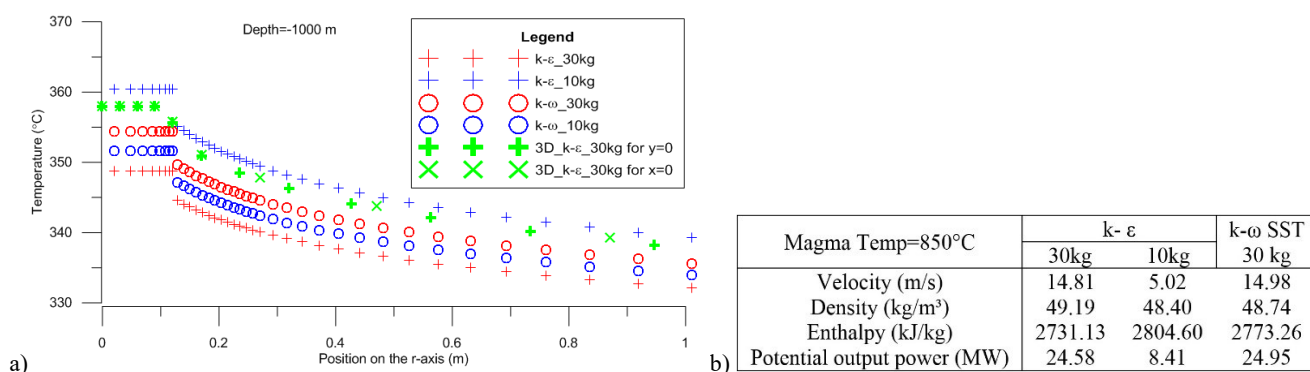 370
360
350
340
330
Temperature (°C)
Depth=-1000 m
Legend
k-ε_30kg
k-ε_10kg
k-ω_30kg
k-ω_10kg
3D_k-ε_30kg for y=0
3D_k-ε_30kg for x=0
0 0.2 0.4 0.6 0.8 1
Position on the r-axis (m)
a)
b)
Magma Temp=850°C k- ε k-ω SST
30kg 10kg 30 kg
Velocity (m/s) 14.81 5.02 14.98
Density (kg/m³) 49.19 48.40 48.74
Enthalpy (kJ/kg) 2731.13 2804.60 2773.26
Potential output power (MW) 24.58 8.41 24.95